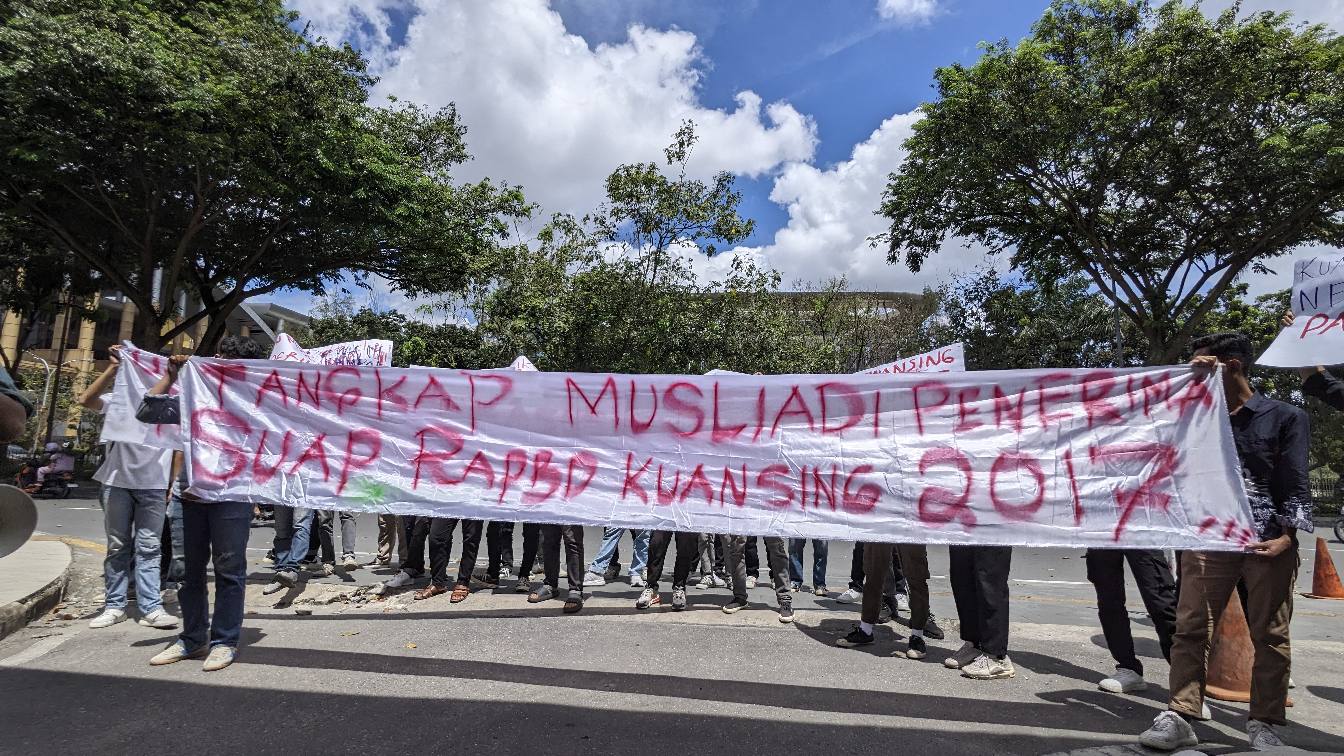 TANGKAP MUSLIADI PENERIMA
SUAP RAPBD KUANSING 2017...!!!!